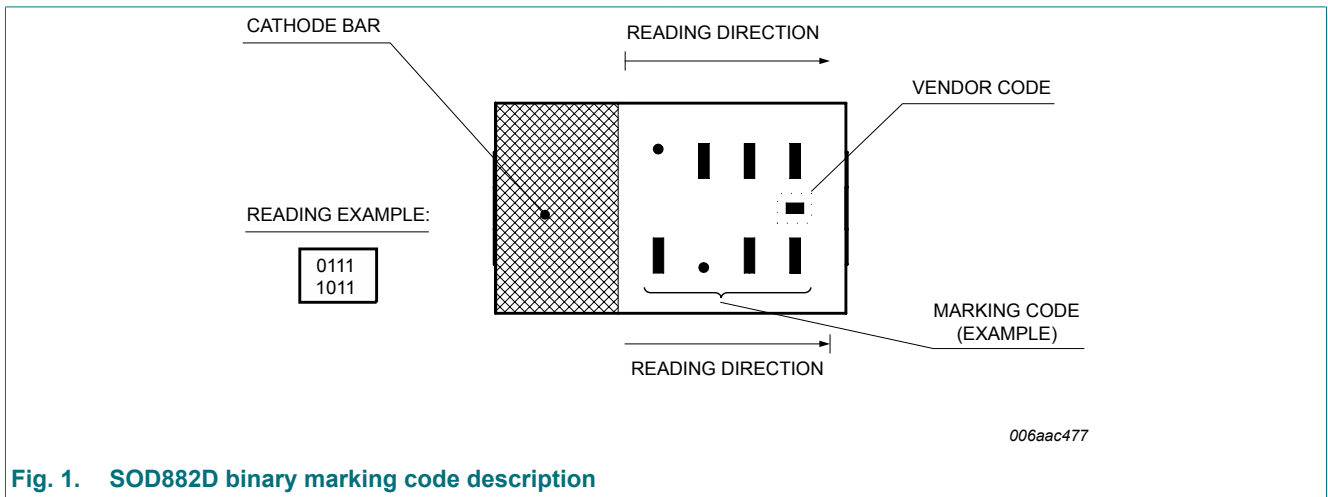 CATHODE BAR
READING DIRECTION
VENDOR CODE
READING EXAMPLE:
0111
1011
MARKING CODE
(EXAMPLE)
READING DIRECTION
006aac477
Fig. 1. SOD882D binary marking code description